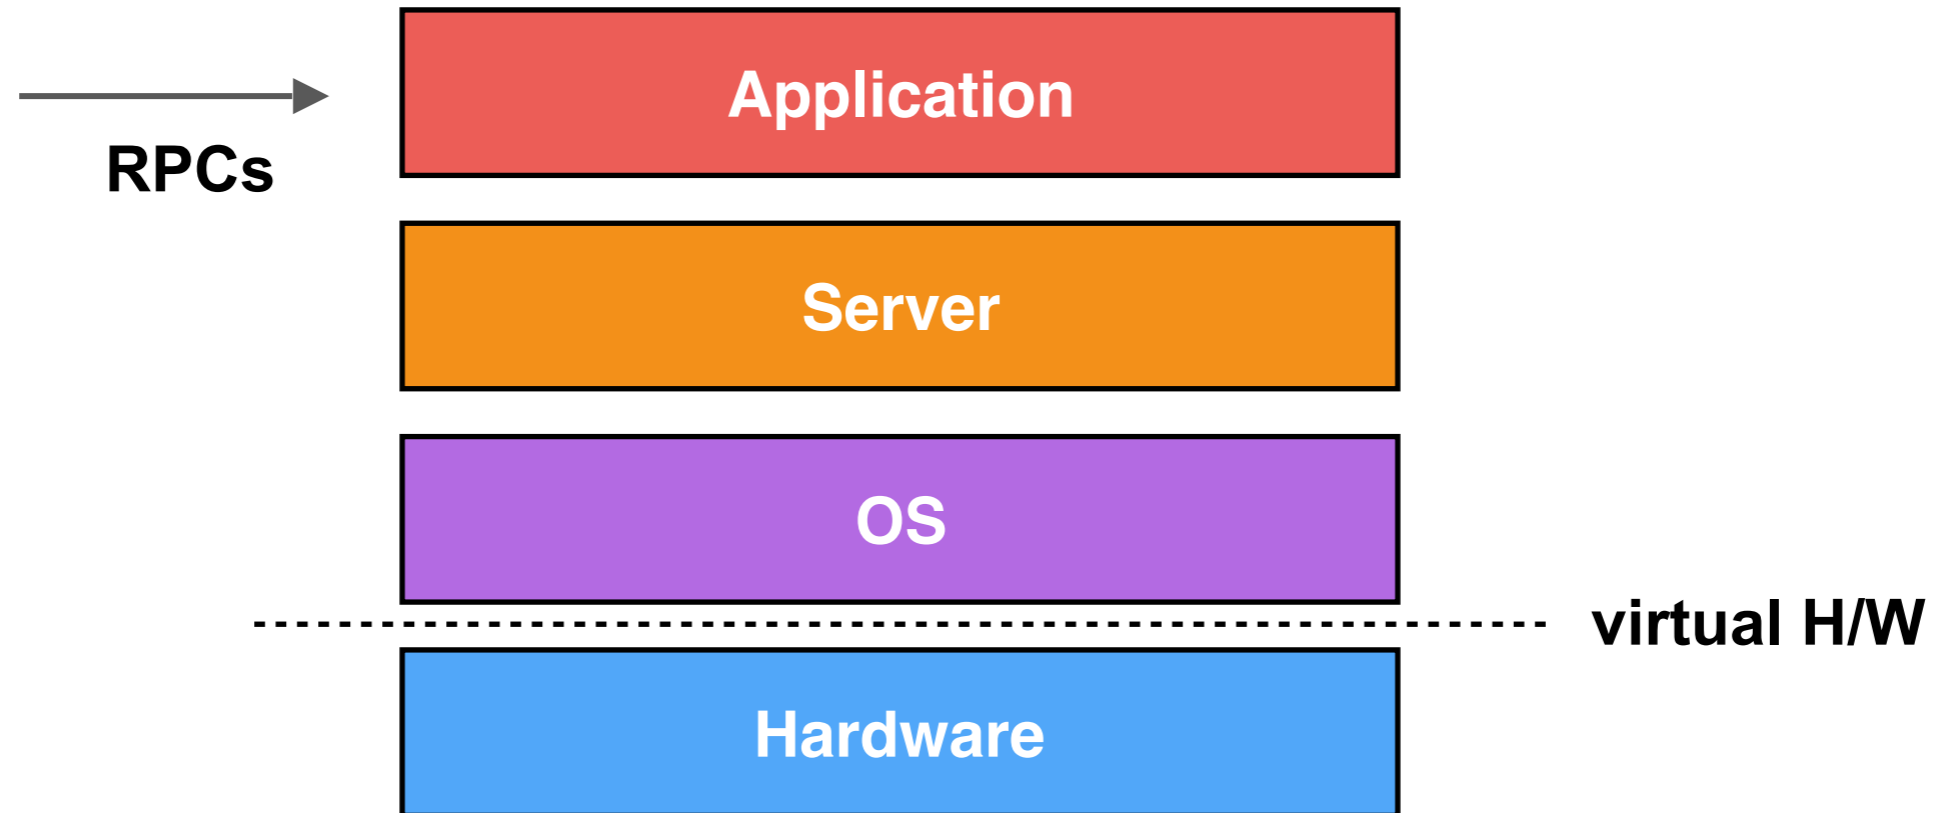 Application
RPCs
Server
OS
virtual H/W
Hardware